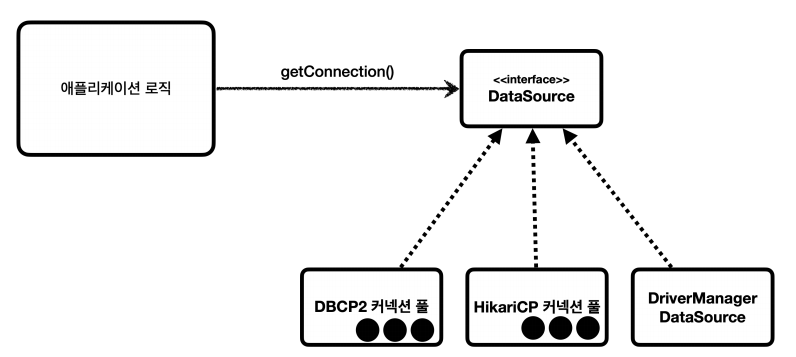 애플리케이션 로직
getConnection()
<<interface>>
DataSource
DBCP2 커넥션 풀
HikariCP 커넥션 풀
DriverManager
DataSource